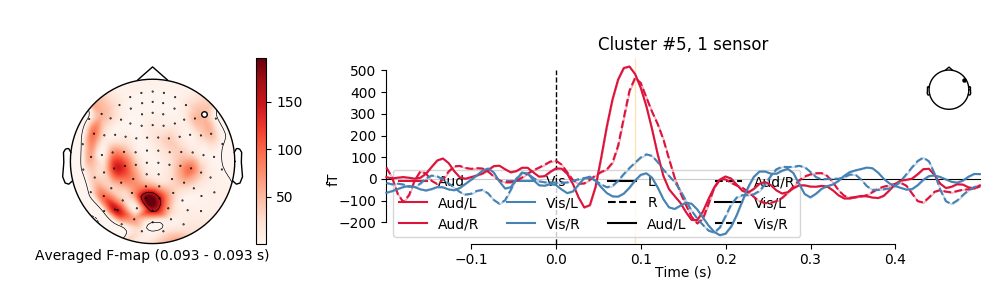 Cluster #5, 1 sensor
150
100
50
Averaged F-map (0.093 - 0.093 s)
fT
500
400
300
200
100
0
−100
−200
Aud Vis L Aud/R
Aud/L Vis/L R Vis/L
Aud/R Vis/R Aud/L Vis/R
−0.1 0.0 0.1 0.2 0.3 0.4
Time (s)